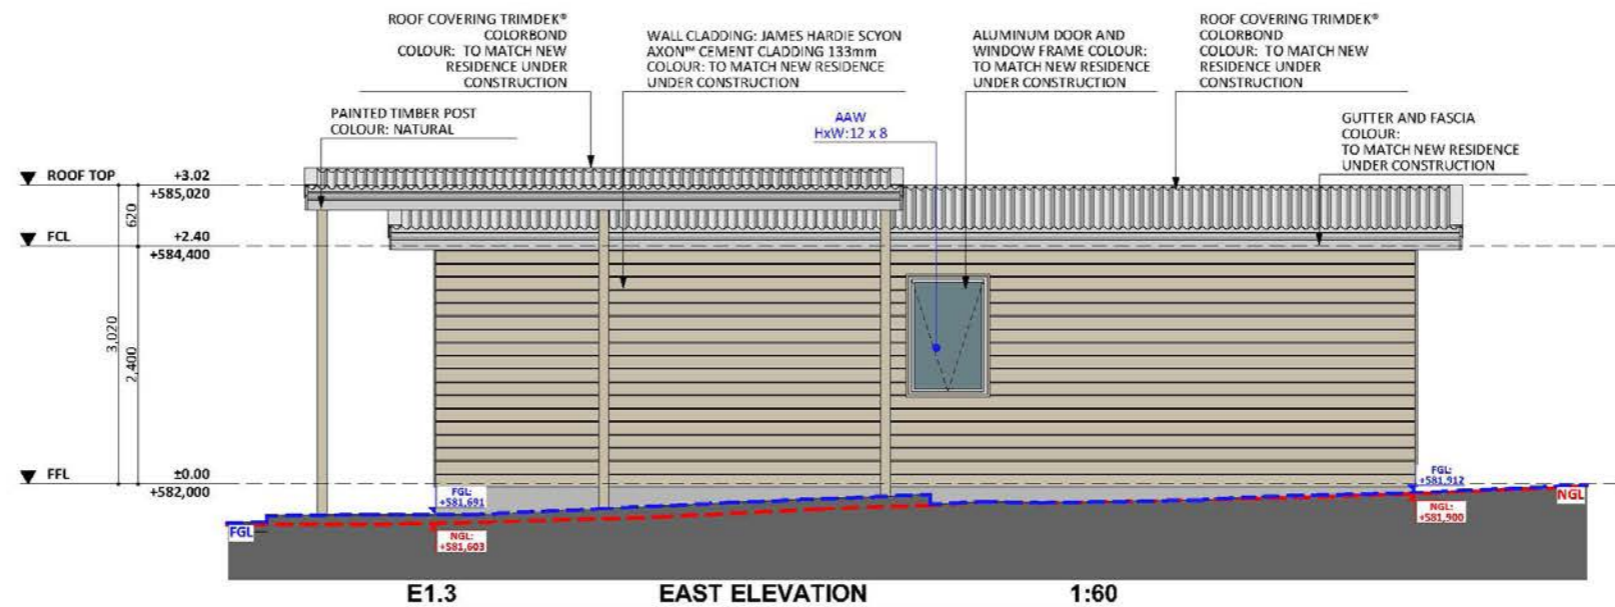 ROOF COVERING TRIMDEK®
COLORBOND
COLOUR: TO MATCH NEW
RESIDENCE UNDER
CONSTRUCTION
WALL CLADDING: JAMES HARDIE SCYON
AXON™ CEMENT CLADDING 133mm
COLOUR: TO MATCH NEW RESIDENCE
UNDER CONSTRUCTION
ALUMINUM DOOR AND
WINDOW FRAME COLOUR:
TO MATCH NEW RESIDENCE
UNDER CONSTRUCTION
ROOF COVERING TRIMDEK®
COLORBOND
COLOUR: TO MATCH NEW
RESIDENCE UNDER
CONSTRUCTION
PAINTED TIMBER POST
COLOUR: NATURAL
AAW
HxW:12 x 8
GUTTER AND FASCIA
COLOUR:
TO MATCH NEW RESIDENCE
UNDER CONSTRUCTION
ROOF TOP +3.02
+585,020
620
FCL +2.40
+584,400
3,020
2,400
FFL ±0.00
+582,000
FGL:
+581,691
NGL:
+581,603
FGL:
+581,912
NGL:
+581,900
FGL
NGL
E1.3 EAST ELEVATION 1:60